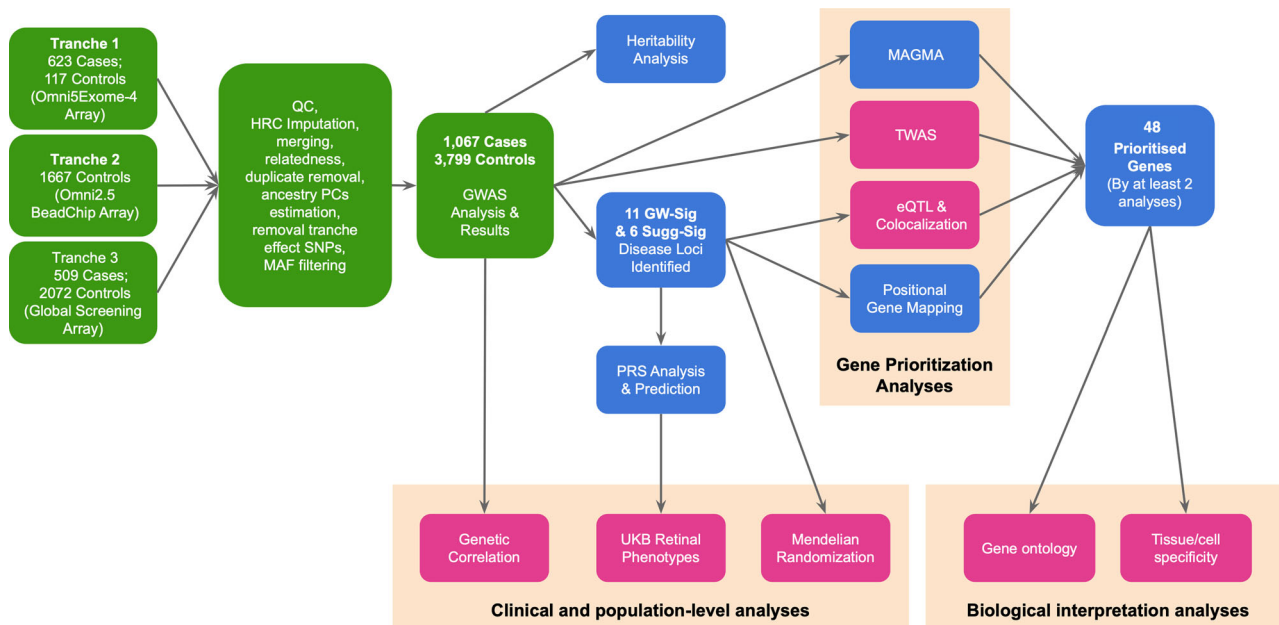 Tranche 1
623 Cases;
117 Controls
(Omni5Exome-4
Array)
Tranche 2
1667 Controls
(Omni2.5
BeadChip Array)
Tranche 3
509 Cases;
2072 Controls
(Global Screening
Array)
QC,
HRC Imputation,
merging,
relatedness,
duplicate removal,
ancestry PCs
estimation,
removal tranche
effect SNPs,
MAF filtering
1,067 Cases
3,799 Controls
GWAS
Analysis &
Results
Heritability
Analysis
11 GW-Sig
& 6 Sugg-Sig
Disease Loci
Identified
PRS Analysis
& Prediction
MAGMA
TWAS
eQTL &
Colocalization
Positional
Gene Mapping
Gene Prioritization
Analyses
48
Prioritised
Genes
(By at least 2
analyses)
Genetic
Correlation
UKB Retinal
Phenotypes
Mendelian
Randomization
Clinical and population-level analyses
Gene ontology
Tissue/cell
specificity
Biological interpretation analyses